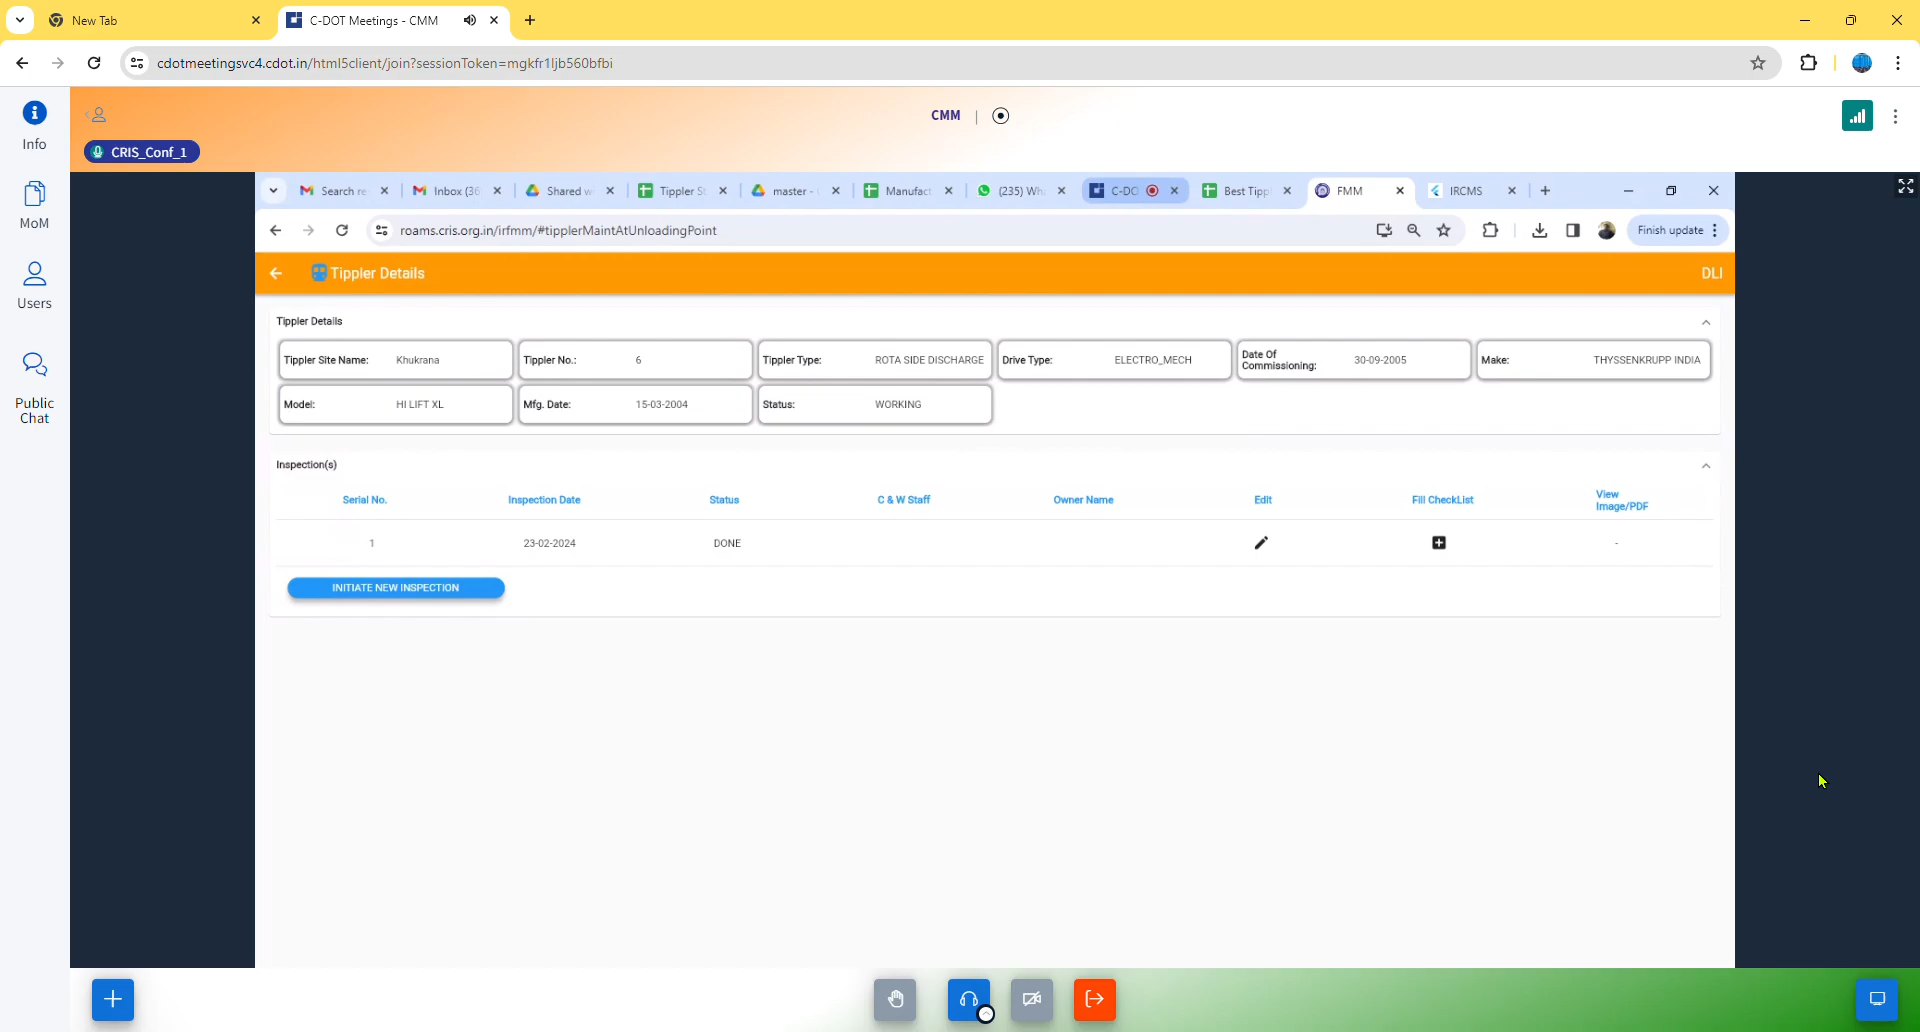 New Tab
C-DOT Meetings - CMM
cdotmeetingsvc4.cdot.in/html5client/join?sessionToken=mgkfr1ljb560bfbi
Info
MoM
Users
Public
Chat
CMM
CRIS_Conf_1
Search re
Inbox (36
Shared w
Tippler S
master -
Manufact
(235) Wh
C-DO
Best Tipp
FMM
IRCMS
roams.cris.org.in/irfmm/#tipplerMaintAtUnloadingPoint
Finish update
Tippler Details
DLI
Tippler Details
Tippler Site Name: Khukrana
Tippler No.: 6
Tippler Type: ROTA SIDE DISCHARGE
Drive Type: ELECTRO_MECH
Date Of
Commissioning: 30-09-2005
Make: THYSSENKRUPP INDIA
Model: HI LIFT XL
Mfg. Date: 15-03-2004
Status: WORKING
Inspection(s)
Serial No. Inspection Date Status C & W Staff Owner Name Edit Fill CheckList View
Image/PDF
1 23-02-2024 DONE -
INITIATE NEW INSPECTION